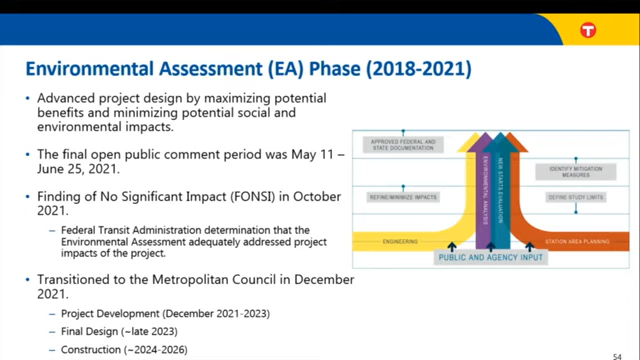 T
Environmental Assessment (EA) Phase (2018-2021)
• Advanced project design by maximizing potential
benefits and minimizing potential social and
environmental impacts.
• The final open public comment period was May 11 –
June 25, 2021.
• Finding of No Significant Impact (FONSI) in October
2021.
– Federal Transit Administration determination that the
Environmental Assessment adequately addressed project
impacts of the project.
• Transitioned to the Metropolitan Council in December
2021.
– Project Development (December 2021-2023)
– Final Design (~late 2023)
– Construction (~2024-2026)
APPROVED FEDERAL AND
STATE DOCUMENTATION
REFINE/MINIMIZE IMPACTS
ENGINEERING
ENVIRONMENTAL ANALYSIS
NEW STARTS EVALUATION
IDENTIFY MITIGATION
MEASURES
DEFINE STUDY LIMITS
STATION AREA PLANNING
PUBLIC AND AGENCY INPUT
54